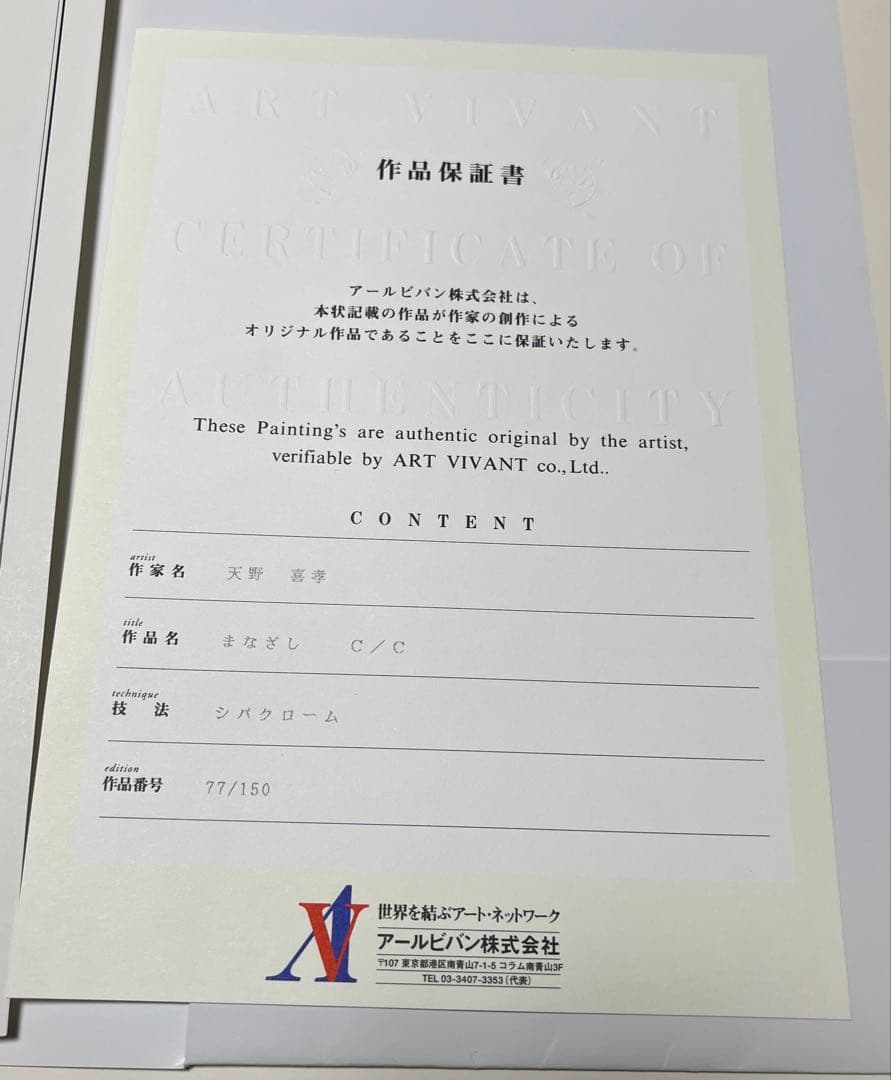 ART VIVANT
作品保証書
CERTIFICATE OF
アールビバン株式会社は、
本状記載の作品が作家の創作による
オリジナル作品であることをここに保証いたします。
AUTHENTICITY
These Painting's are authentic original by the artist,
verifiable by ART VIVANT co.,Ltd..
CONTENT
artist
作家名 天野 喜孝
title
作品名 まなざし C/C
technique
技 法 シバクローム
edition
作品番号 77/150
AV
世界を結ぶアート・ネットワーク
アールビバン株式会社
〒107 東京都港区南青山7-1-5 コラム南青山3F
TEL 03-3407-3353(代表)